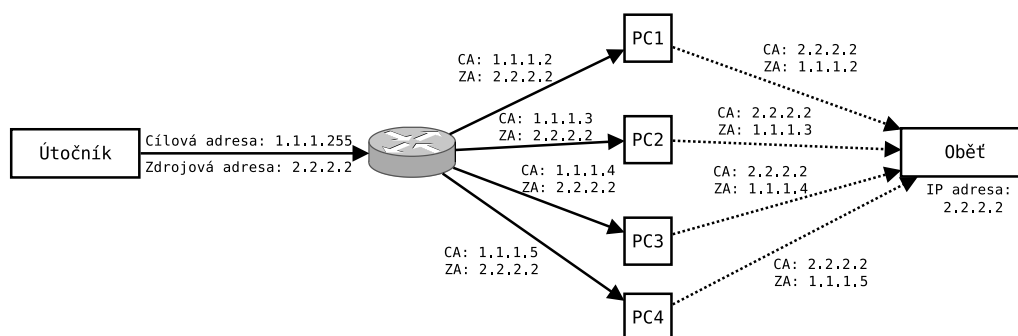 PC1
CA: 1.1.1.2
ZA: 2.2.2.2
CA: 2.2.2.2
ZA: 1.1.1.2
Útočník
Cílová adresa: 1.1.1.255
Zdrojová adresa: 2.2.2.2
CA: 1.1.1.3
ZA: 2.2.2.2
PC2
CA: 2.2.2.2
ZA: 1.1.1.3
Oběť
IP adresa:
2.2.2.2
CA: 1.1.1.4
ZA: 2.2.2.2
PC3
CA: 2.2.2.2
ZA: 1.1.1.4
CA: 1.1.1.5
ZA: 2.2.2.2
PC4
CA: 2.2.2.2
ZA: 1.1.1.5